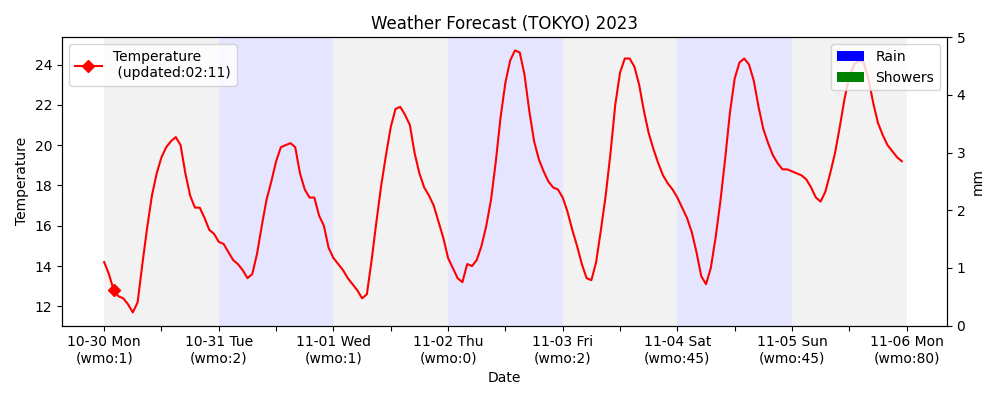 Weather Forecast (TOKYO) 2023
Temperature
(updated:02:11)
Rain
Showers
Temperature
24
22
20
18
16
14
12
5
4
3
2
1
0
mm
10-30 Mon
(wmo:1)
10-31 Tue
(wmo:2)
11-01 Wed
(wmo:1)
11-02 Thu
(wmo:0)
11-03 Fri
(wmo:2)
11-04 Sat
(wmo:45)
11-05 Sun
(wmo:45)
11-06 Mon
(wmo:80)
Date